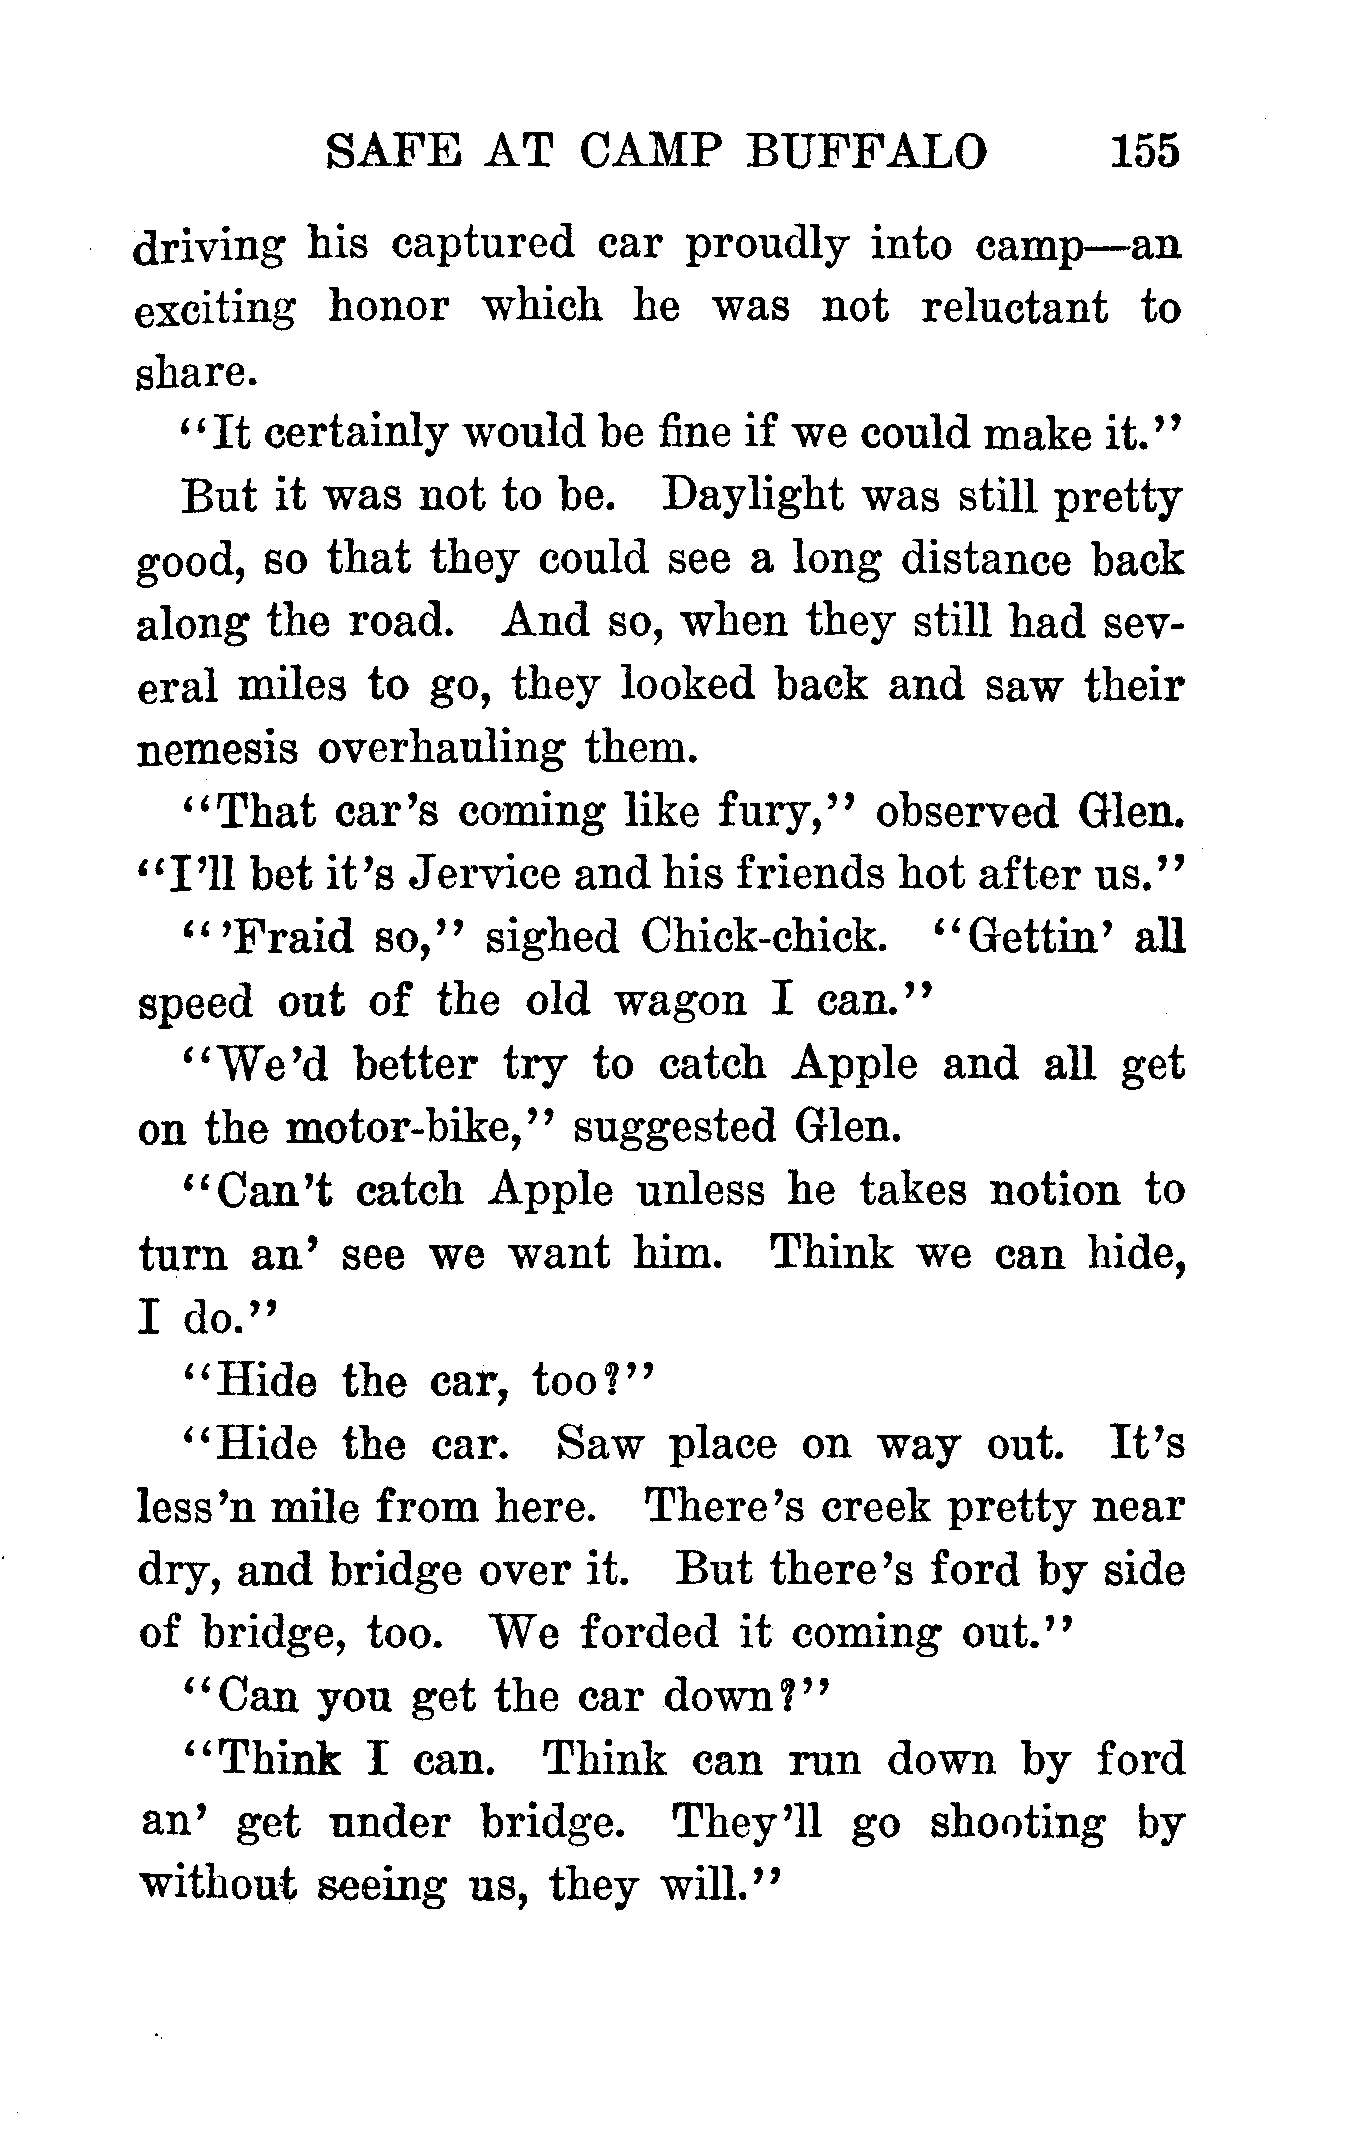 SAFE AT CAMP BUFFALO 155
driving his captured car proudly into camp—an
exciting honor which he was not reluctant to
share.
"It certainly would be fine if we could make it."
But it was not to be. Daylight was still pretty
good, so that they could see a long distance back
along the road. And so, when they still had sev-
eral miles to go, they looked back and saw their
nemesis overhauling them.
"That car's coming like fury," observed Glen.
"I'll bet it's Jervice and his friends hot after us."
"'Fraid so," sighed Chick-chick. "Gettin' all
speed out of the old wagon I can."
"We'd better try to catch Apple and all get
on the motor-bike," suggested Glen.
"Can't catch Apple unless he takes notion to
turn an' see we want him. Think we can hide,
I do."
"Hide the car, too?"
"Hide the car. Saw place on way out. It's
less'n mile from here. There's creek pretty near
dry, and bridge over it. But there's ford by side
of bridge, too. We forded it coming out."
"Can you get the car down?"
"Think I can. Think can run down by ford
an' get under bridge. They'll go shooting by
without seeing us, they will."